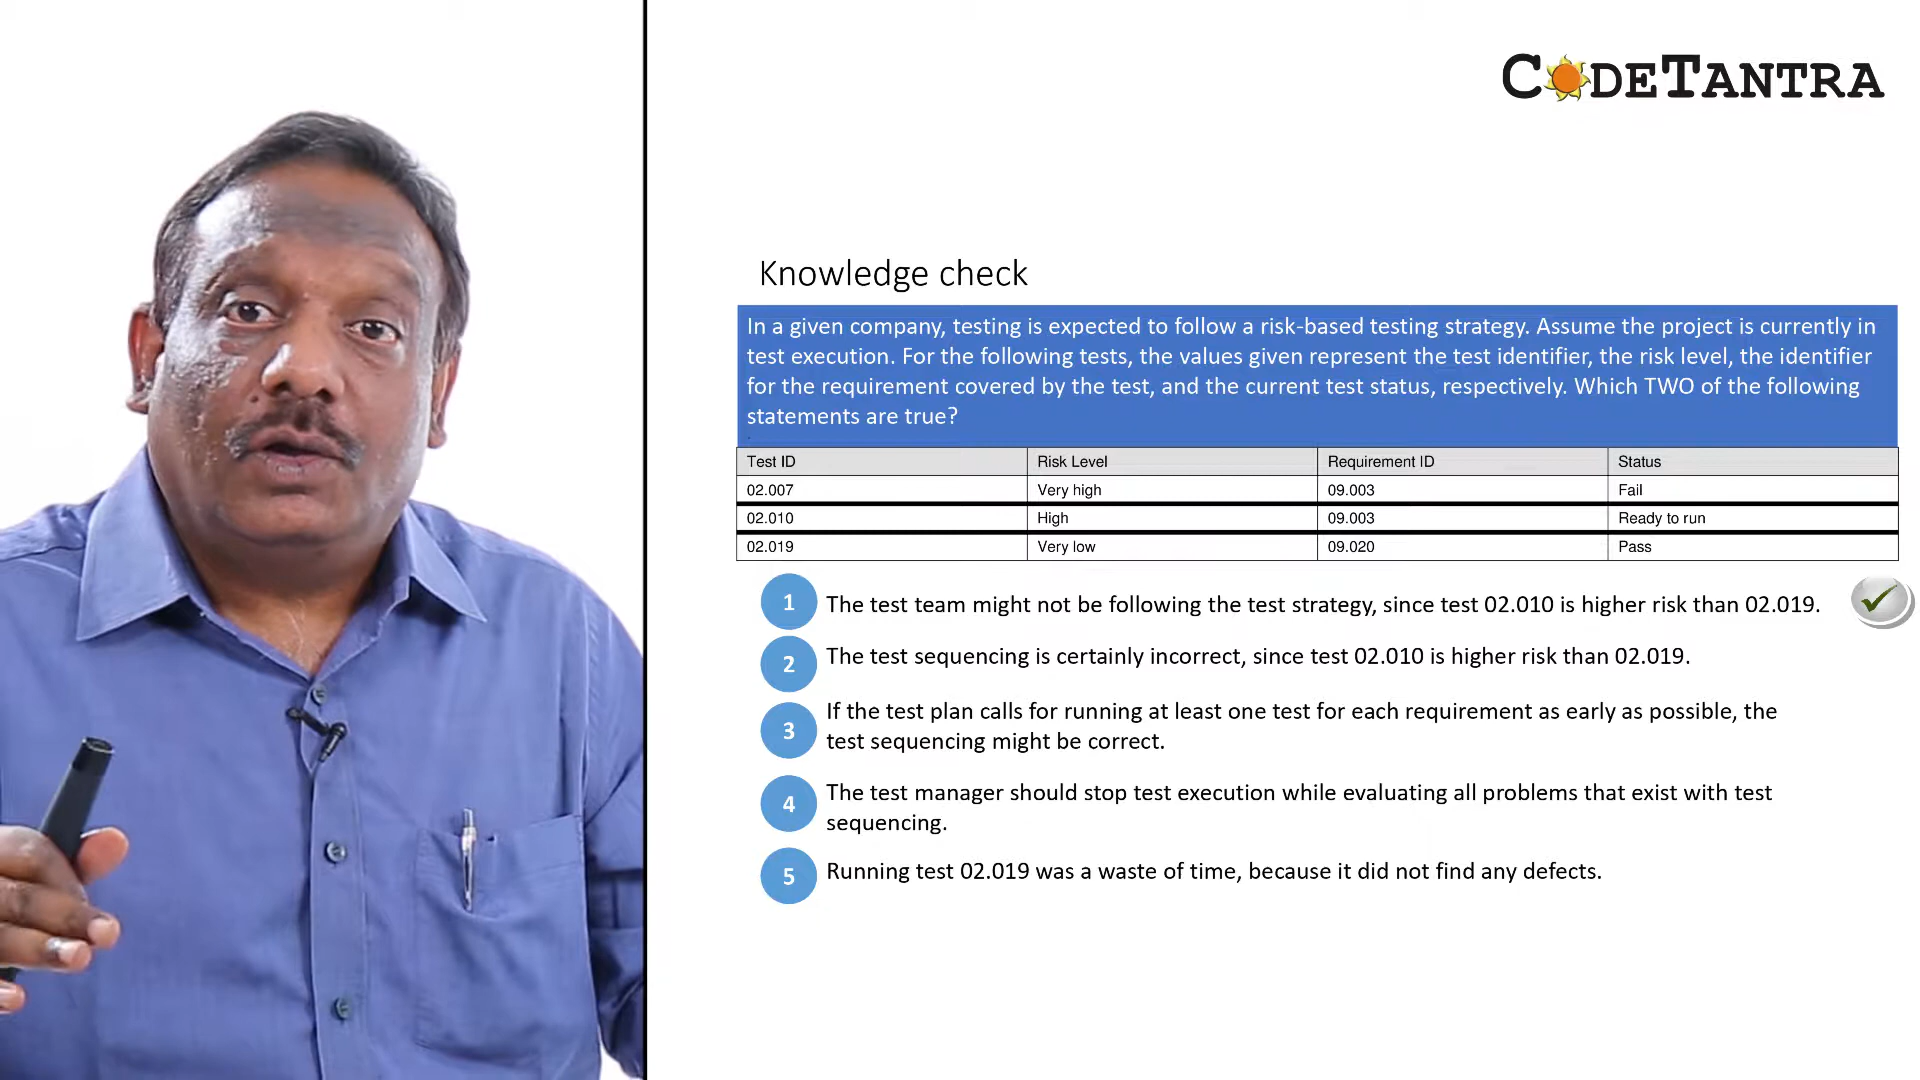 CODETANTRA
Knowledge check
In a given company, testing is expected to follow a risk-based testing strategy. Assume the project is currently in
test execution. For the following tests, the values given represent the test identifier, the risk level, the identifier
for the requirement covered by the test, and the current test status, respectively. Which TWO of the following
statements are true?
Test ID Risk Level Requirement ID Status
02.007 Very high 09.003 Fail
02.010 High 09.003 Ready to run
02.019 Very low 09.020 Pass
1 The test team might not be following the test strategy, since test 02.010 is higher risk than 02.019.
2 The test sequencing is certainly incorrect, since test 02.010 is higher risk than 02.019.
3 If the test plan calls for running at least one test for each requirement as early as possible, the
test sequencing might be correct.
4 The test manager should stop test execution while evaluating all problems that exist with test
sequencing.
5 Running test 02.019 was a waste of time, because it did not find any defects.